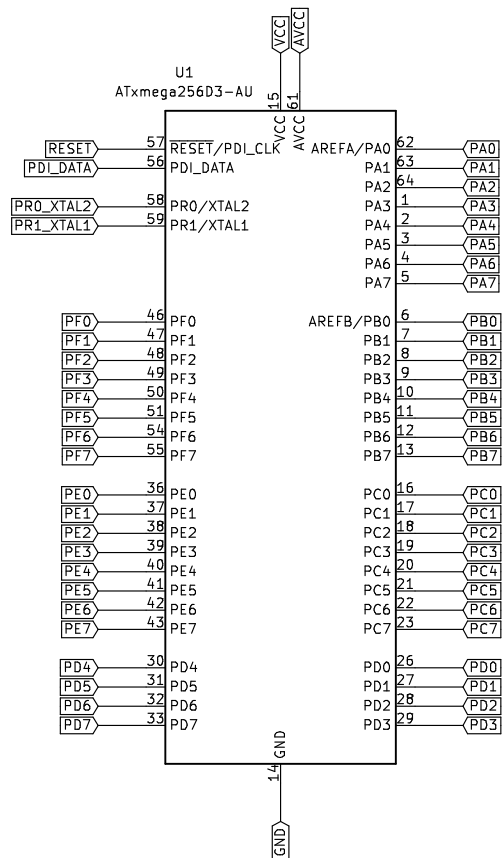 VCC
AVCC
U1
ATxmega256D3-AU
15
61
VCC
AVCC
RESET 57 RESET/PDI_CLK AREFA/PA0 62 PA0
PDI_DATA 56 PDI_DATA PA1 63 PA1
PA2 64 PA2
PR0_XTAL2 58 PR0/XTAL2 PA3 1 PA3
PR1_XTAL1 59 PR1/XTAL1 PA4 2 PA4
PA5 3 PA5
PA6 4 PA6
PA7 5 PA7
PF0 46 PF0 AREFB/PB0 6 PB0
PF1 47 PF1 PB1 7 PB1
PF2 48 PF2 PB2 8 PB2
PF3 49 PF3 PB3 9 PB3
PF4 50 PF4 PB4 10 PB4
PF5 51 PF5 PB5 11 PB5
PF6 54 PF6 PB6 12 PB6
PF7 55 PF7 PB7 13 PB7
PE0 36 PE0 PC0 16 PC0
PE1 37 PE1 PC1 17 PC1
PE2 38 PE2 PC2 18 PC2
PE3 39 PE3 PC3 19 PC3
PE4 40 PE4 PC4 20 PC4
PE5 41 PE5 PC5 21 PC5
PE6 42 PE6 PC6 22 PC6
PE7 43 PE7 PC7 23 PC7
PD4 30 PD4 PD0 26 PD0
PD5 31 PD5 PD1 27 PD1
PD6 32 PD6 PD2 28 PD2
PD7 33 PD7 PD3 29 PD3
GND
14
GND